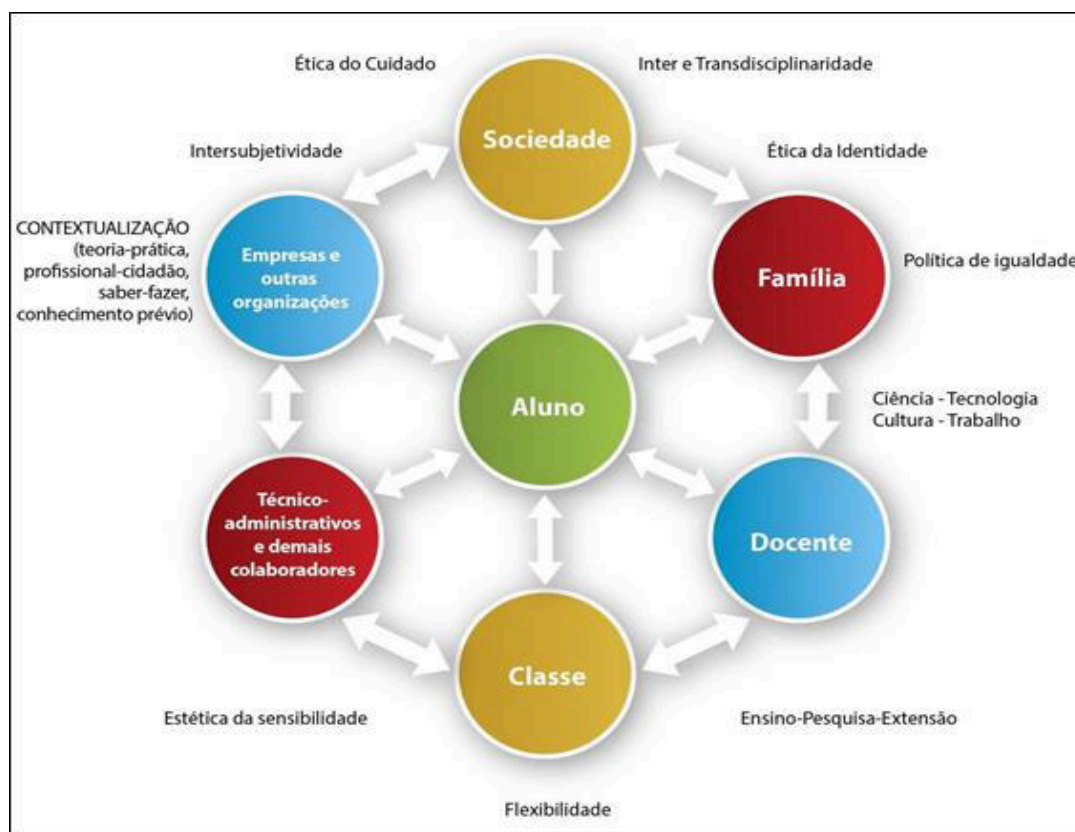 Ética do Cuidado
Inter e Transdisciplinaridade
Sociedade
Intersubjetividade
Ética da Identidade
CONTEXTUALIZAÇÃO
(teoria-prática,
profissional-cidadão,
saber-fazer,
conhecimento prévio)
Empresas e
outras
organizações
Família
Política de igualdade
Aluno
Ciência - Tecnologia
Cultura - Trabalho
Técnico-
administrativos
e demais
colaboradores
Docente
Classe
Estética da sensibilidade
Ensino-Pesquisa-Extensão
Flexibilidade